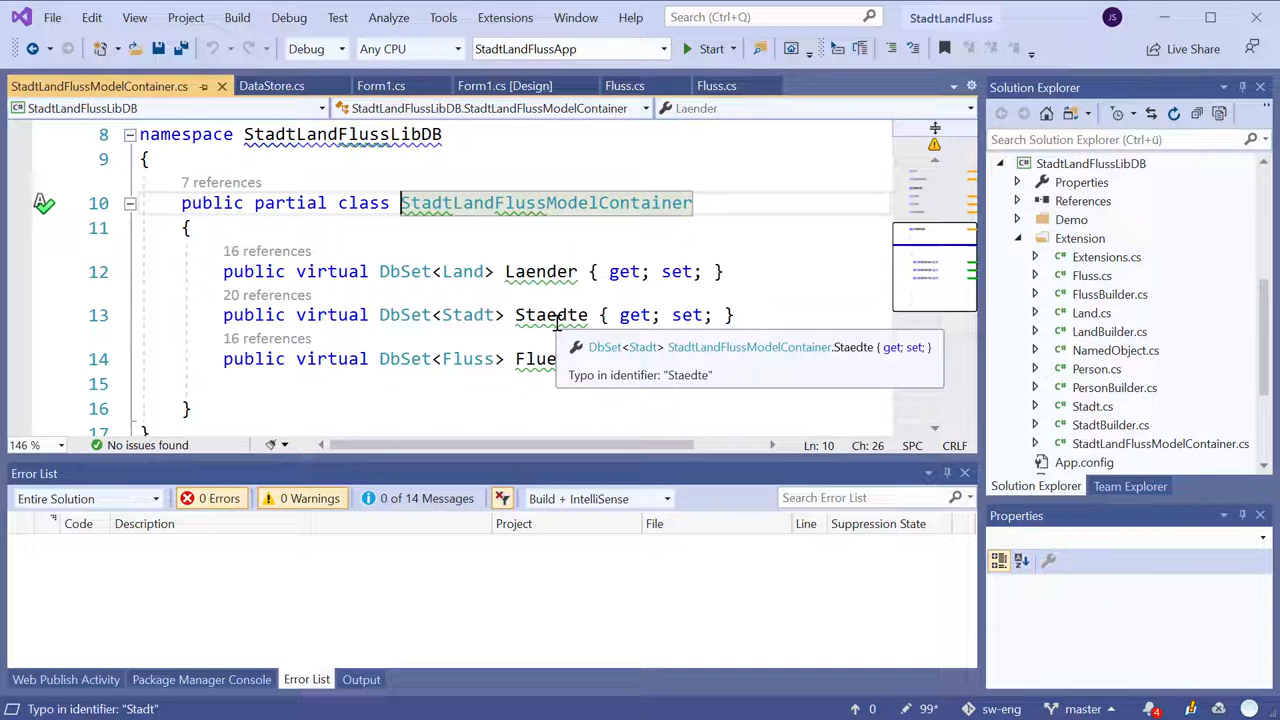 File Edit View Project Build Debug Test Analyze Tools Extensions Window Help Search (Ctrl+Q) StadtLandFluss JS
Debug Any CPU StadtLandFlussApp Start Live Share
StadtLandFlussModelContainer.cs DataStore.cs Form1.cs Form1.cs [Design] Fluss.cs Fluss.cs
StadtLandFlussLibDB StadtLandFlussLibDB.StadtLandFlussModelContainer Laender
8 namespace StadtLandFlussLibDB
9 {
7 references
10 public partial class StadtLandFlussModelContainer
11 {
16 references
12 public virtual DbSet<Land> Laender { get; set; }
20 references
13 public virtual DbSet<Stadt> Staedte { get; set; }
16 references
14 public virtual DbSet<Fluss> Flue
DbSet<Stadt> StadtLandFlussModelContainer.Staedte { get; set; }
Typo in identifier: "Staedte"
15
16 }
17 }
146 % No issues found Ln: 10 Ch: 26 SPC CRLF
Error List
Entire Solution 0 Errors 0 Warnings 0 of 14 Messages Build + IntelliSense Search Error List
Code Description Project File Line Suppression State
Web Publish Activity Package Manager Console Error List Output
Solution Explorer
Search Solution Explorer (Ctrl+ü)
StadtLandFlussLibDB
Properties
References
Demo
Extension
Extensions.cs
Fluss.cs
FlussBuilder.cs
Land.cs
LandBuilder.cs
NamedObject.cs
Person.cs
PersonBuilder.cs
Stadt.cs
StadtBuilder.cs
StadtLandFlussModelContainer.cs
App.config
Solution Explorer Team Explorer
Properties
Typo in identifier: "Stadt" 0 99* sw-eng master 4